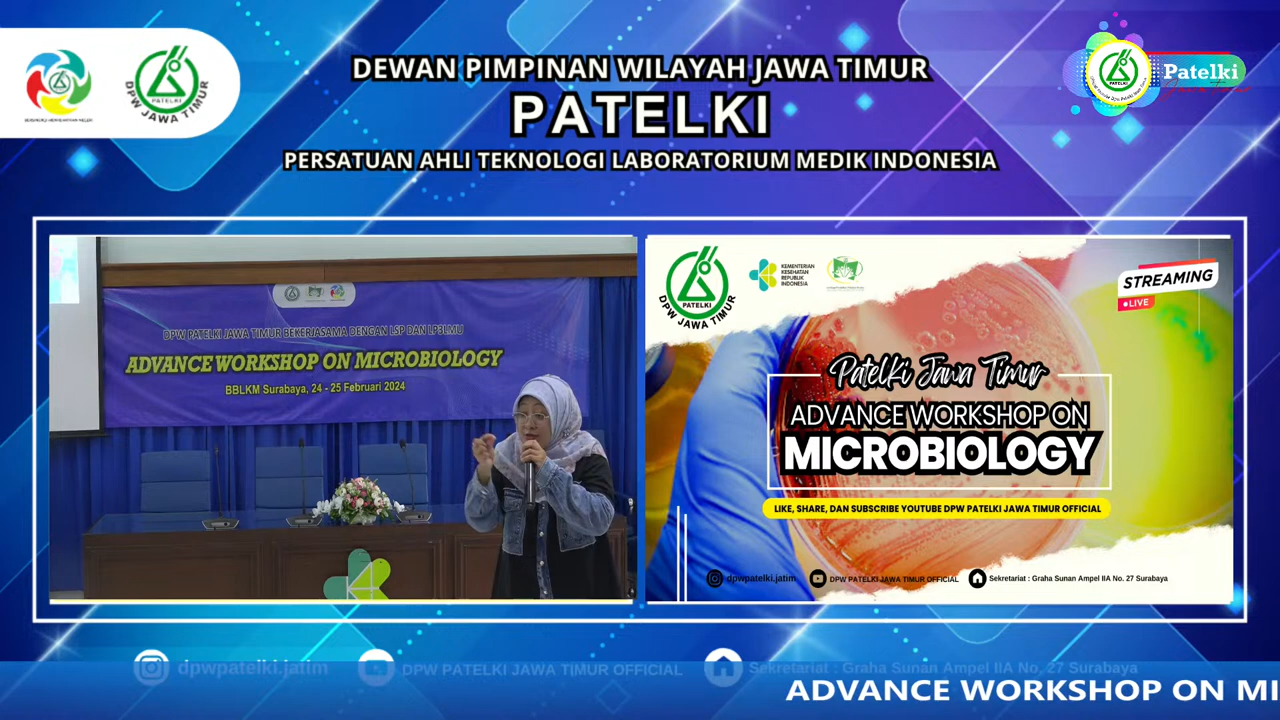 DEWAN PIMPINAN WILAYAH JAWA TIMUR
PATELKI
PERSATUAN AHLI TEKNOLOGI LABORATORIUM MEDIK INDONESIA
PATELKI
DPW JAWA TIMUR
Patelki
DPW PATELKI JAWA TIMUR BEKERJASAMA DENGAN LSP DAN LP3LMU
ADVANCE WORKSHOP ON MICROBIOLOGY
BBLKM Surabaya, 24 - 25 Februari 2024
PATELKI
DPW JAWA TIMUR
KEMENTERIAN
KESEHATAN
REPUBLIK
INDONESIA
STREAMING
LIVE
Patelki Jawa Timur
ADVANCE WORKSHOP ON
MICROBIOLOGY
LIKE, SHARE, DAN SUBSCRIBE YOUTUBE DPW PATELKI JAWA TIMUR OFFICIAL
dpwpatelki.jatim
DPW PATELKI JAWA TIMUR OFFICIAL
Sekretariat : Graha Sunan Ampel IIA No. 27 Surabaya
dpwpatelki.jatim
DPW PATELKI JAWA TIMUR OFFICIAL
Sekretariat : Graha Sunan Ampel IIA No. 27 Surabaya
ADVANCE WORKSHOP ON MI